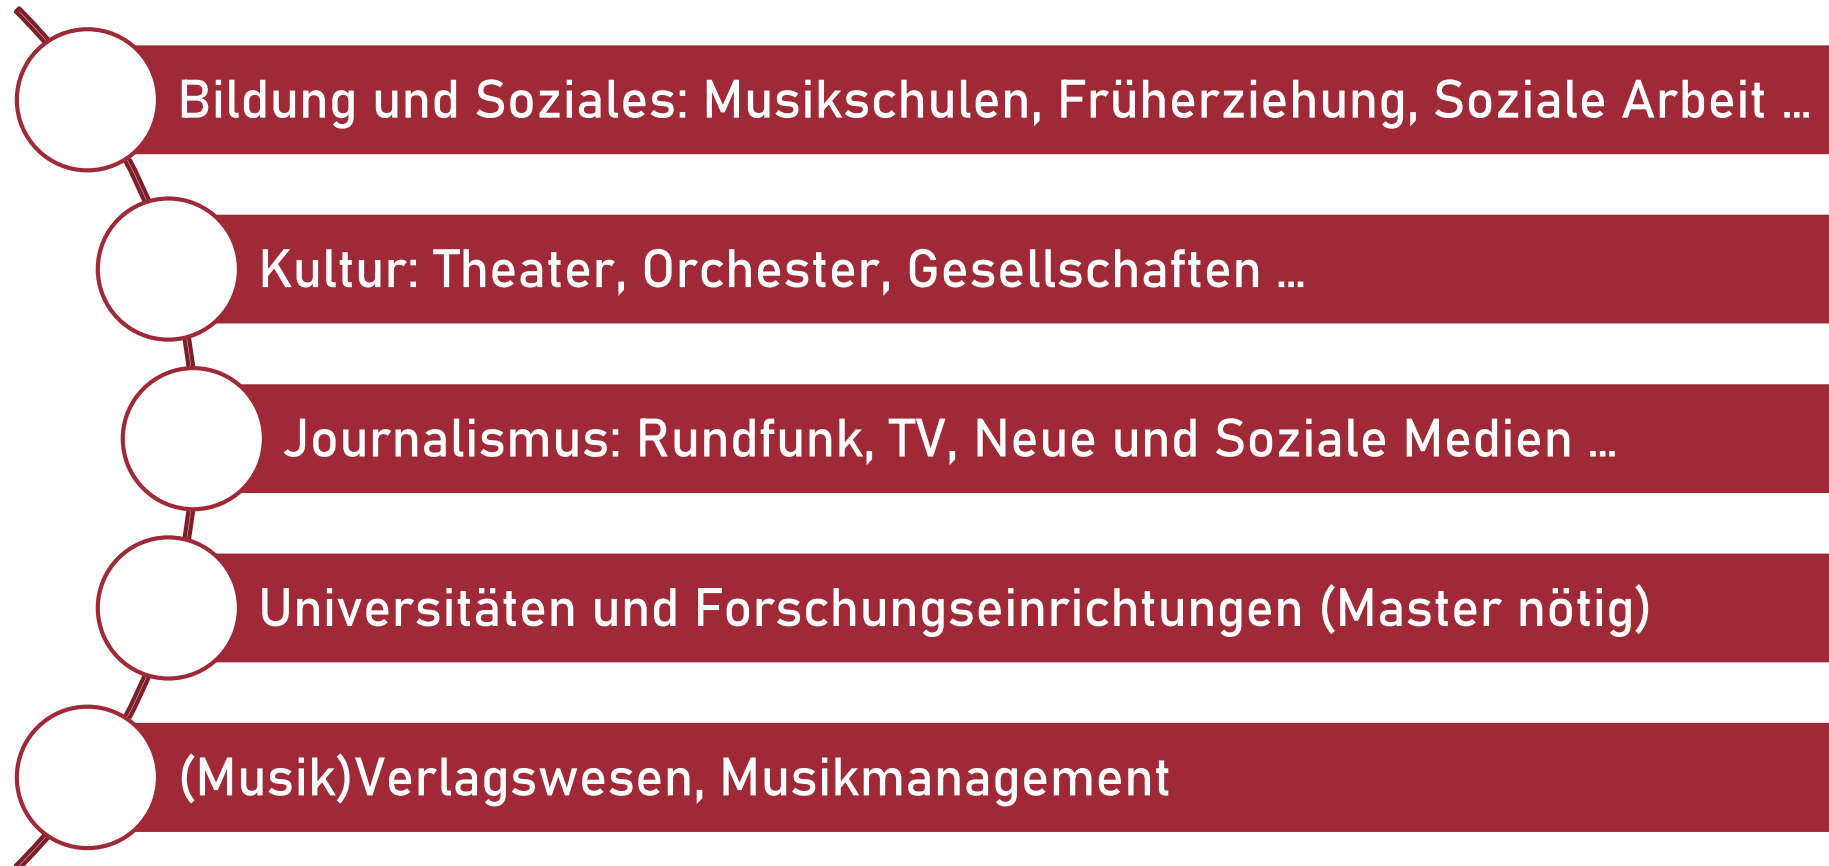 Bildung und Soziales: Musikschulen, Früherziehung, Soziale Arbeit ...
Kultur: Theater, Orchester, Gesellschaften ...
Journalismus: Rundfunk, TV, Neue und Soziale Medien ...
Universitäten und Forschungseinrichtungen (Master nötig)
(Musik)Verlagswesen, Musikmanagement